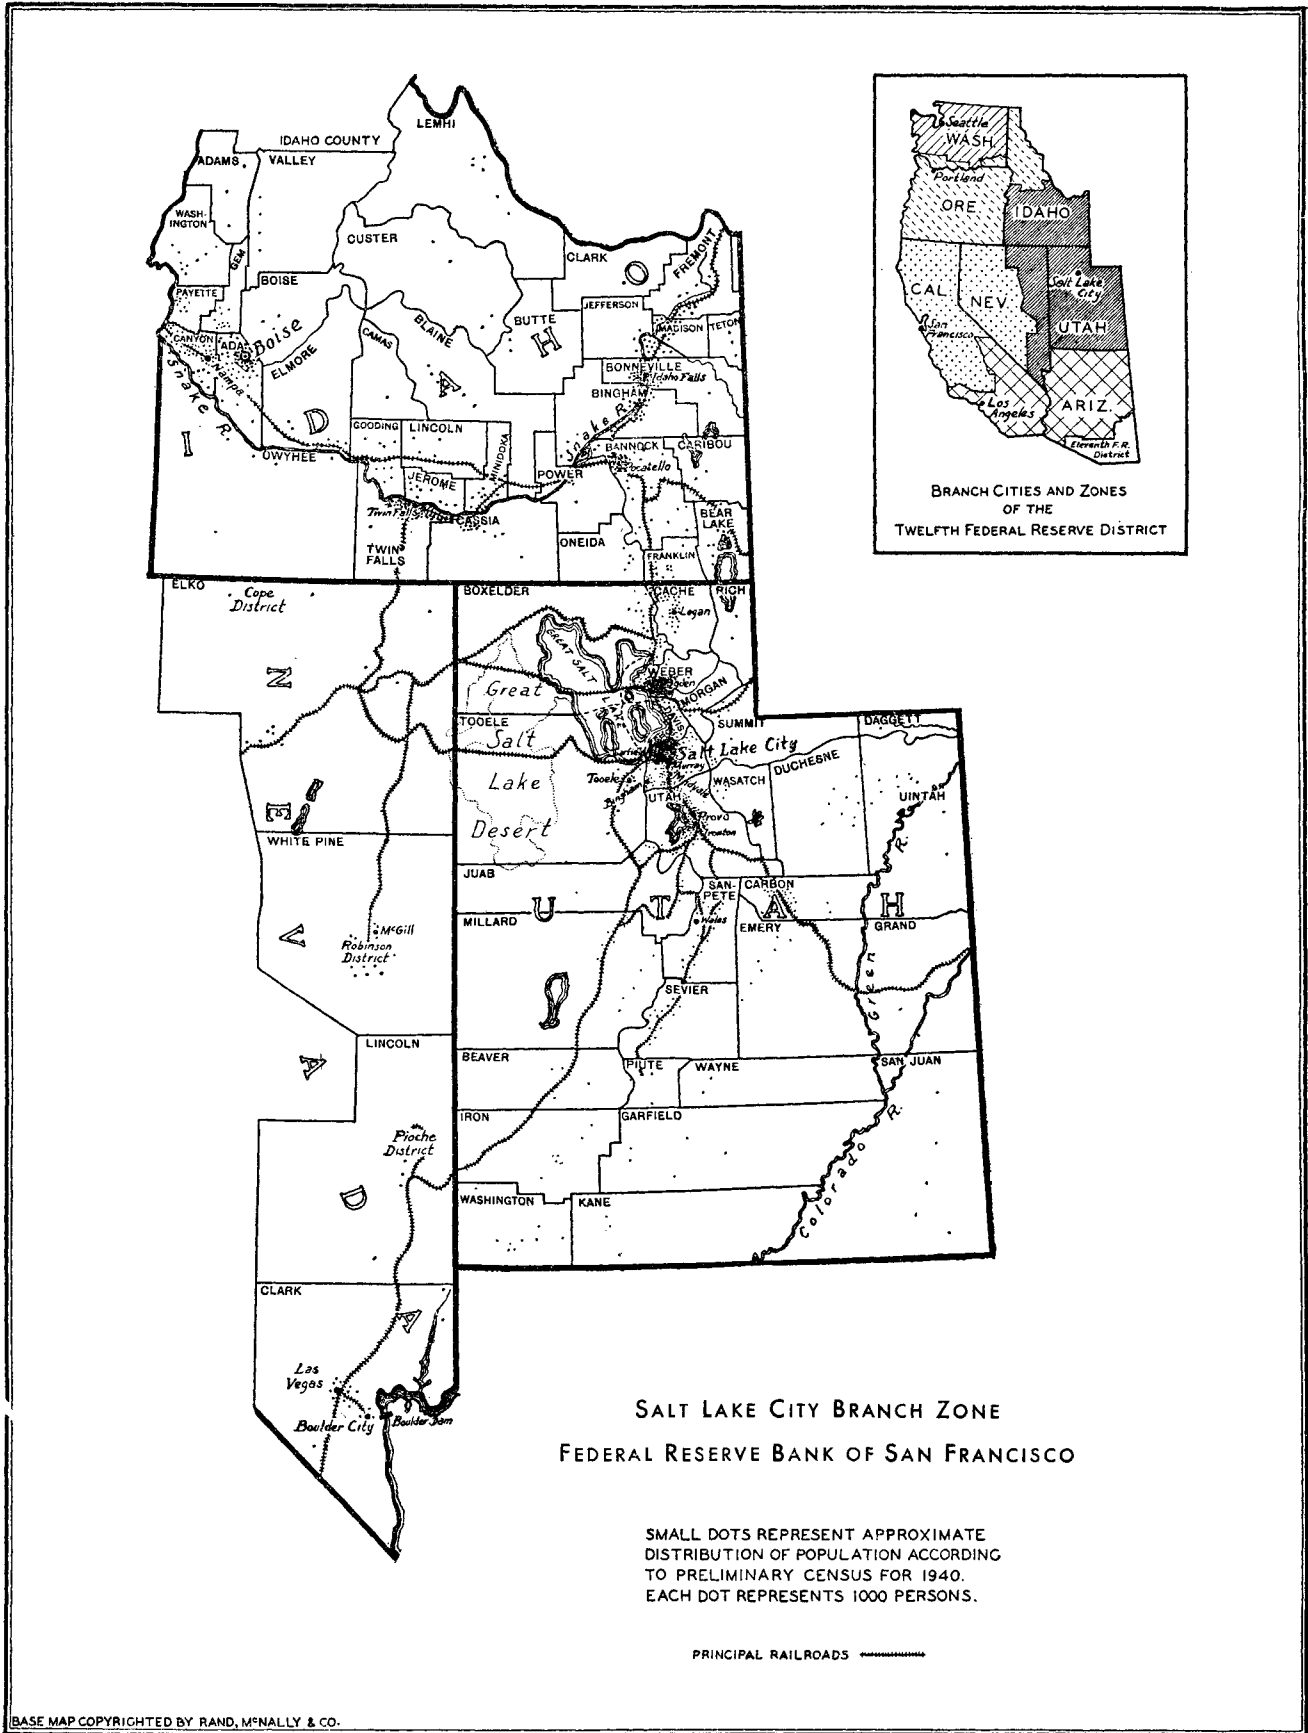 LEMHI
IDAHO COUNTY
ADAMS
VALLEY
WASH-
INGTON
GEM
CUSTER
CLARK
FREMONT
PAYETTE
BOISE
JEFFERSON
BUTTE
MADISON
TETON
CANYON
ADA
Boise
CAMAS
BLAINE
ELMORE
Nampa
BONNEVILLE
Idaho Falls
BINGHAM
Snake R.
Snake R.
I D A H O
GOODING
LINCOLN
MINIDOKA
OWYHEE
JEROME
POWER
BANNOCK
CARIBOU
Pocatello
Twin Falls
CASSIA
TWIN
FALLS
ONEIDA
BEAR
LAKE
FRANKLIN
ELKO
Cope
District
BOXELDER
CACHE
RICH
Logan
GREAT SALT
LAKE
WEBER
Ogden
MORGAN
DAVIS
Great
Salt
Lake
Desert
TOOELE
SUMMIT
DAGGETT
Salt Lake City
Murray
Midvale
Tooele
Bingham
WASATCH
DUCHESNE
UTAH
UINTAH
Provo
Ironton
WHITE PINE
JUAB
SAN-
PETE
CARBON
U T A H
MILLARD
Wales
EMERY
GRAND
McGill
Robinson
District
Green R.
SEVIER
LINCOLN
BEAVER
PIUTE
WAYNE
SAN JUAN
IRON
GARFIELD
Pioche
District
Colorado R.
WASHINGTON
KANE
N E V A D A
CLARK
Las
Vegas
Boulder City
Boulder Dam
Seattle
WASH.
Portland
ORE.
IDAHO
CAL.
NEV.
Salt Lake
City
UTAH
San
Francisco
Los
Angeles
ARIZ.
Eleventh F.R.
District
BRANCH CITIES AND ZONES
OF THE
TWELFTH FEDERAL RESERVE DISTRICT
SALT LAKE CITY BRANCH ZONE
FEDERAL RESERVE BANK OF SAN FRANCISCO
SMALL DOTS REPRESENT APPROXIMATE
DISTRIBUTION OF POPULATION ACCORDING
TO PRELIMINARY CENSUS FOR 1940.
EACH DOT REPRESENTS 1000 PERSONS.
PRINCIPAL RAILROADS
BASE MAP COPYRIGHTED BY RAND, McNALLY & CO.